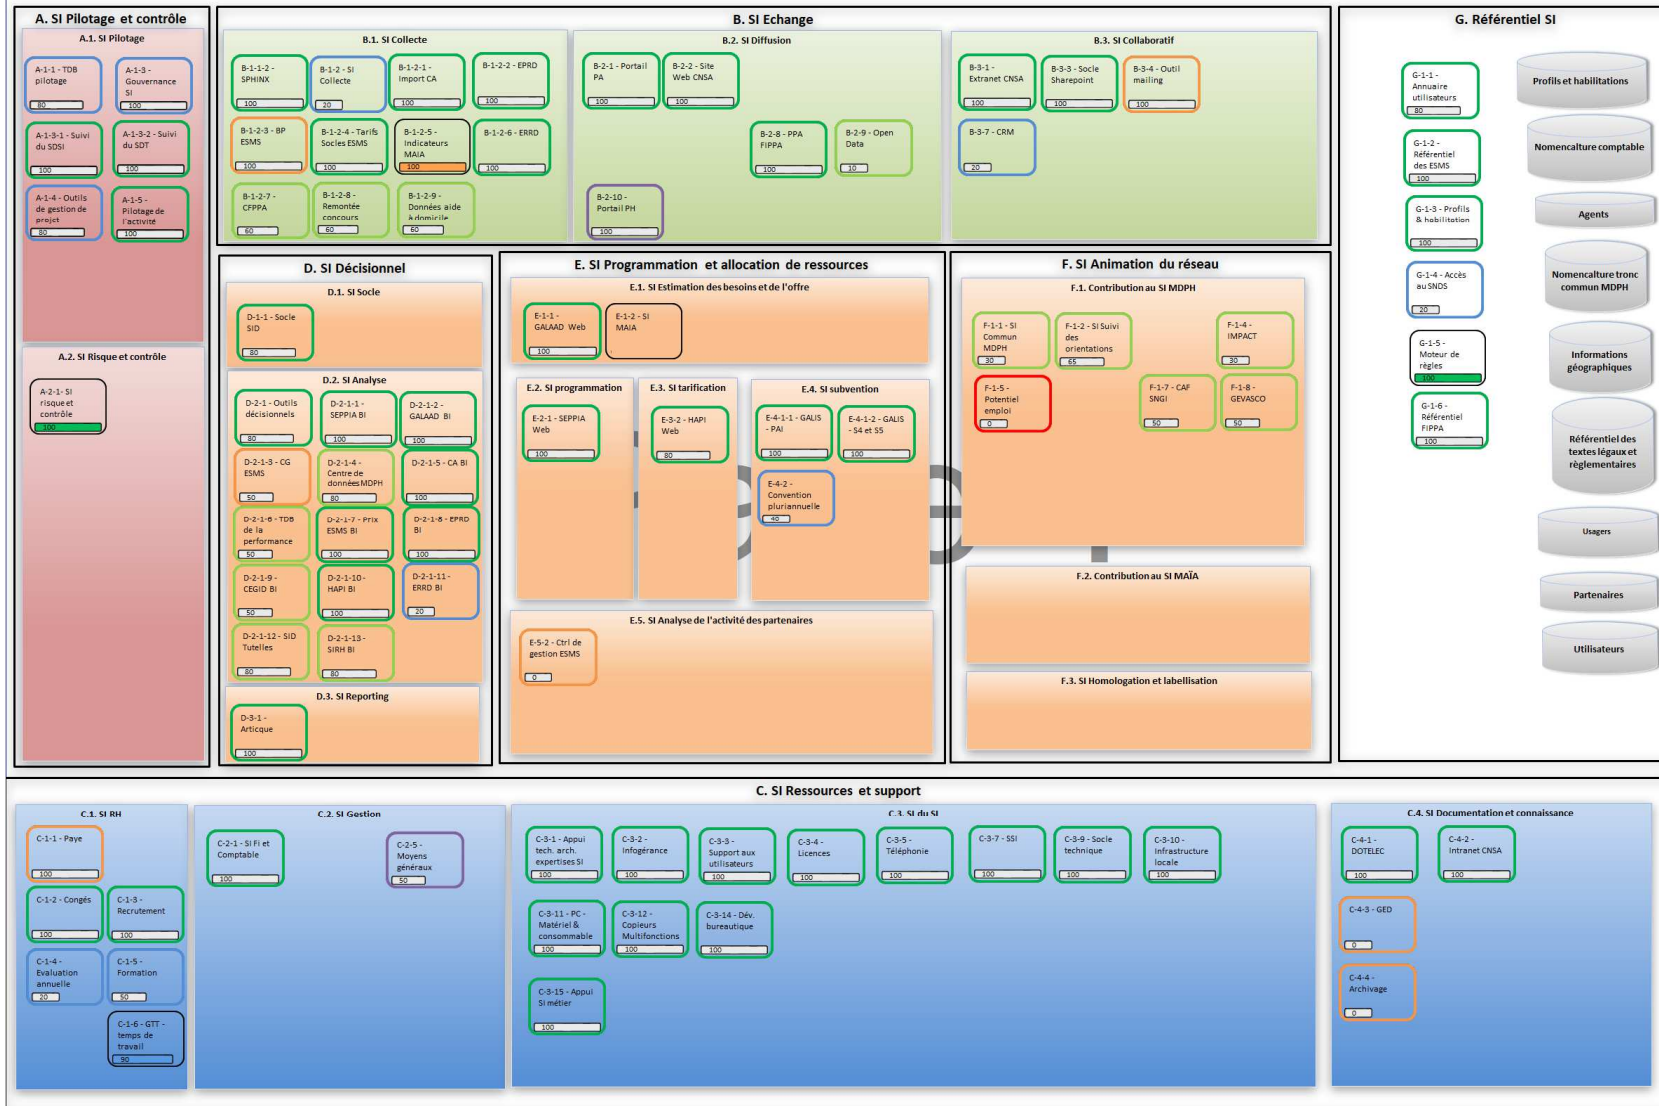 A. SI Pilotage et contrôle
A.1. SI Pilotage
A-1-1 - TDB
pilotage
80
A-1-3 -
Gouvernance
SI
100
A-1-3-1 - Suivi
du SDSI
100
A-1-3-2 - Suivi
du SDT
100
A-1-4 - Outils
de gestion de
projet
80
A-1-5 -
Pilotage de
l'activité
100
A.2. SI Risque et contrôle
A-2-1- SI
risque et
contrôle
100
B. SI Echange
B.1. SI Collecte
B-1-1-2 -
SPHINX
100
B-1-2 - SI
Collecte
20
B-1-2-1 -
Import CA
100
B-1-2-2 - EPRD
100
B-1-2-3 - BP
ESMS
100
B-1-2-4 - Tarifs
Socles ESMS
100
B-1-2-5 -
Indicateurs
MAIA
100
B-1-2-6 - ERRD
100
B-1-2-7 -
CFPPA
60
B-1-2-8 -
Remontée
concours
60
B-1-2-9 -
Données aide
à domicile
60
B.2. SI Diffusion
B-2-1 - Portail
PA
100
B-2-2 - Site
Web CNSA
100
B-2-8 - PPA
FIPPA
100
B-2-9 - Open
Data
10
B-2-10 -
Portail PH
100
B.3. SI Collaboratif
B-3-1 -
Extranet CNSA
100
B-3-3 - Socle
Sharepoint
100
B-3-4 - Outil
mailing
100
B-3-7 - CRM
20
G. Référentiel SI
G-1-1 -
Annuaire
utilisateurs
80
G-1-2 -
Référentiel
des ESMS
100
G-1-3 - Profils
& habilitation
100
G-1-4 - Accès
au SNDS
20
G-1-5 -
Moteur de
règles
100
G-1-6 -
Référentiel
FIPPA
100
Profils et habilitations
Nomenculture comptable
Agents
Nomencalture tronc
commun MDPH
Informations
géographiques
Référentiel des
textes légaux et
règlementaires
Usagers
Partenaires
Utilisateurs
D. SI Décisionnel
D.1. SI Socle
D-1-1 - Socle
SID
80
D.2. SI Analyse
D-2-1 - Outils
décisionnels
80
D-2-1-1 -
SEPPIA BI
100
D-2-1-2 -
GALAAD BI
100
D-2-1-3 - CG
ESMS
50
D-2-1-4 -
Centre de
données MDPH
80
D-2-1-5 - CA BI
100
D-2-1-6 - TDB
de la
performance
50
D-2-1-7 - Prix
ESMS BI
100
D-2-1-8 - EPRD
BI
100
D-2-1-9 -
CEGID BI
50
D-2-1-10 -
HAPI BI
100
D-2-1-11 -
ERRD BI
20
D-2-1-12 - SID
Tutelles
80
D-2-1-13 -
SIRH BI
80
D.3. SI Reporting
D-3-1 -
Articque
100
E. SI Programmation et allocation de ressources
E.1. SI Estimation des besoins et de l'offre
E-1-1 -
GALAAD Web
100
E-1-2 - SI
MAIA
E.2. SI programmation
E-2-1 - SEPPIA
Web
100
E.3. SI tarification
E-3-2 - HAPI
Web
80
E.4. SI subvention
E-4-1-1 - GALIS
- PAI
100
E-4-1-2 - GALIS
- S4 et S5
100
E-4-2 -
Convention
pluriannuelle
40
E.5. SI Analyse de l'activité des partenaires
E-5-2 - Ctrl de
gestion ESMS
0
F. SI Animation du réseau
F.1. Contribution au SI MDPH
F-1-1 - SI
Commun
MDPH
30
F-1-2 - SI Suivi
des
orientations
65
F-1-4 -
IMPACT
30
F-1-5 -
Potentiel
emploi
0
F-1-7 - CAF
SNGI
50
F-1-8 -
GEVASCO
50
F.2. Contribution au SI MAÏA
F.3. SI Homologation et labellisation
C. SI Ressources et support
C.1. SI RH
C-1-1 - Paye
100
C-1-2 - Congés
100
C-1-3 -
Recrutement
100
C-1-4 -
Evaluation
annuelle
20
C-1-5 -
Formation
50
C-1-6 - GTT -
temps de
travail
90
C.2. SI Gestion
C-2-1 - SI Fi et
Comptable
100
C-2-5 -
Moyens
généraux
50
C.3. SI du SI
C-3-1 - Appui
tech. arch.
expertises SI
100
C-3-2 -
Infogérance
100
C-3-3 -
Support aux
utilisateurs
100
C-3-4 -
Licences
100
C-3-5 -
Téléphonie
100
C-3-7 - SSI
100
C-3-9 - Socle
technique
100
C-3-10 -
Infrastructure
locale
100
C-3-11 - PC -
Matériel &
consommable
100
C-3-12 -
Copieurs
Multifonctions
100
C-3-14 - Dév.
bureautique
100
C-3-15 - Appui
SI métier
100
C.4. SI Documentation et connaissance
C-4-1 -
DOTELEC
100
C-4-2 -
Intranet CNSA
100
C-4-3 - GED
0
C-4-4 -
Archivage
0